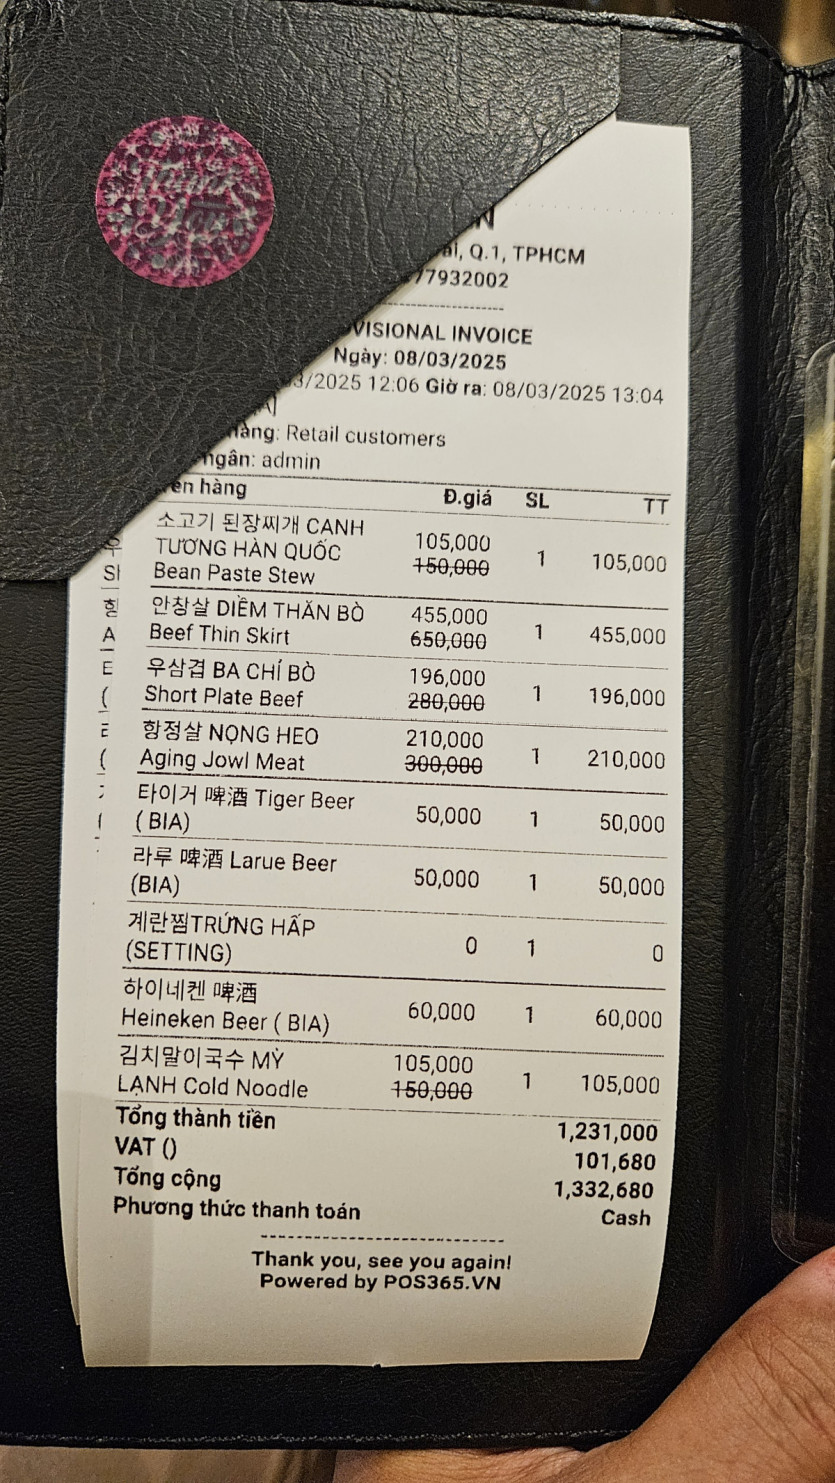 Q.1, TPHCM
77932002
VISIONAL INVOICE
Ngày: 08/03/2025
3/2025 12:06 Giờ ra: 08/03/2025 13:04
hàng: Retail customers
ngân: admin
ên hàng Đ.giá SL TT
소고기 된장찌개 CANH
TƯƠNG HÀN QUỐC
Bean Paste Stew
105,000
150,000
1 105,000
안창살 DIỀM THĂN BÒ
Beef Thin Skirt
455,000
650,000
1 455,000
우삼겹 BA CHÍ BÒ
Short Plate Beef
196,000
280,000
1 196,000
항정살 NỌNG HEO
Aging Jowl Meat
210,000
300,000
1 210,000
타이거 啤酒 Tiger Beer
( BIA)
50,000 1 50,000
라루 啤酒 Larue Beer
(BIA)
50,000 1 50,000
계란찜TRỨNG HẤP
(SETTING)
0 1 0
하이네켄 啤酒
Heineken Beer ( BIA)
60,000 1 60,000
김치말이국수 MỲ
LẠNH Cold Noodle
105,000
150,000
1 105,000
Tổng thành tiền 1,231,000
VAT () 101,680
Tổng cộng 1,332,680
Phương thức thanh toán Cash
Thank you, see you again!
Powered by POS365.VN